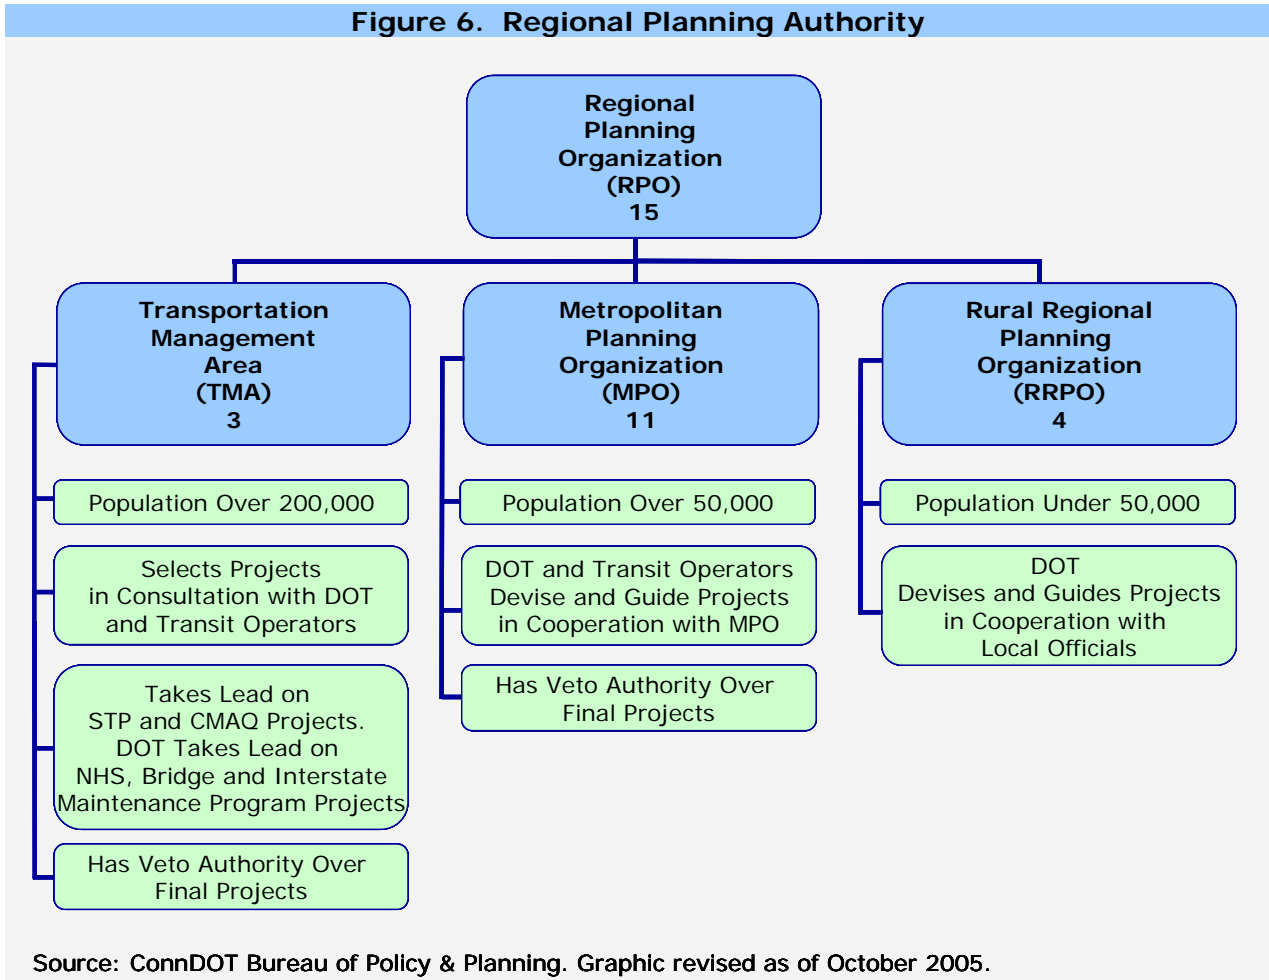 Figure 6.  Regional Planning Authority
Regional
Planning
Organization
(RPO)
15
Transportation
Management
Area
(TMA)
3
Population Over 200,000
Selects Projects
in Consultation with DOT
and Transit Operators
Takes Lead on
STP and CMAQ Projects.
DOT Takes Lead on
NHS, Bridge and Interstate
Maintenance Program Projects
Has Veto Authority Over
Final Projects
Metropolitan
Planning
Organization
(MPO)
11
Population Over 50,000
DOT and Transit Operators
Devise and Guide Projects
in Cooperation with MPO
Has Veto Authority Over
Final Projects
Rural Regional
Planning
Organization
(RRPO)
4
Population Under 50,000
DOT
Devises and Guides Projects
in Cooperation with
Local Officials
Source: ConnDOT Bureau of Policy & Planning. Graphic revised as of October 2005.